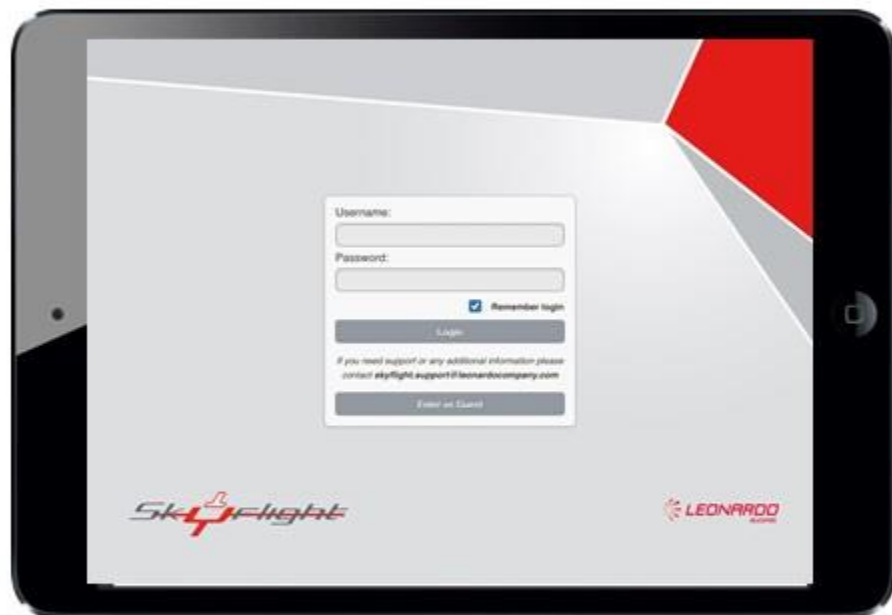 Username:
Password:
Remember login
Login
If you need support or any additional information please
contact skyflight.support@leonardocompany.com
Enter as Guest
Skyflight
LEONARDO